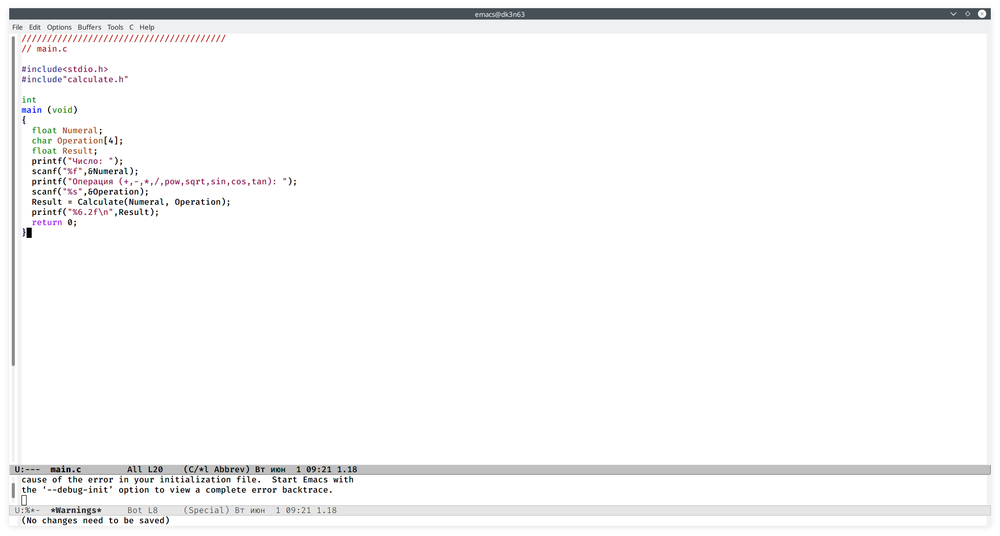 emacs@dk3n63
File Edit Options Buffers Tools C Help
////////////////////////////////////////
// main.c
#include<stdio.h>
#include"calculate.h"
int
main (void)
{
  float Numeral;
  char Operation[4];
  float Result;
  printf("Число: ");
  scanf("%f",&Numeral);
  printf("Операция (+,-,*,/,pow,sqrt,sin,cos,tan): ");
  scanf("%s",&Operation);
  Result = Calculate(Numeral, Operation);
  printf("%6.2f\n",Result);
  return 0;
}
U:---  main.c         All L20    (C/*l Abbrev) Вт июн  1 09:21 1.18
cause of the error in your initialization file.  Start Emacs with
the ‘--debug-init’ option to view a complete error backtrace.
U:%*-  *Warnings*     Bot L8     (Special) Вт июн  1 09:21 1.18
(No changes need to be saved)